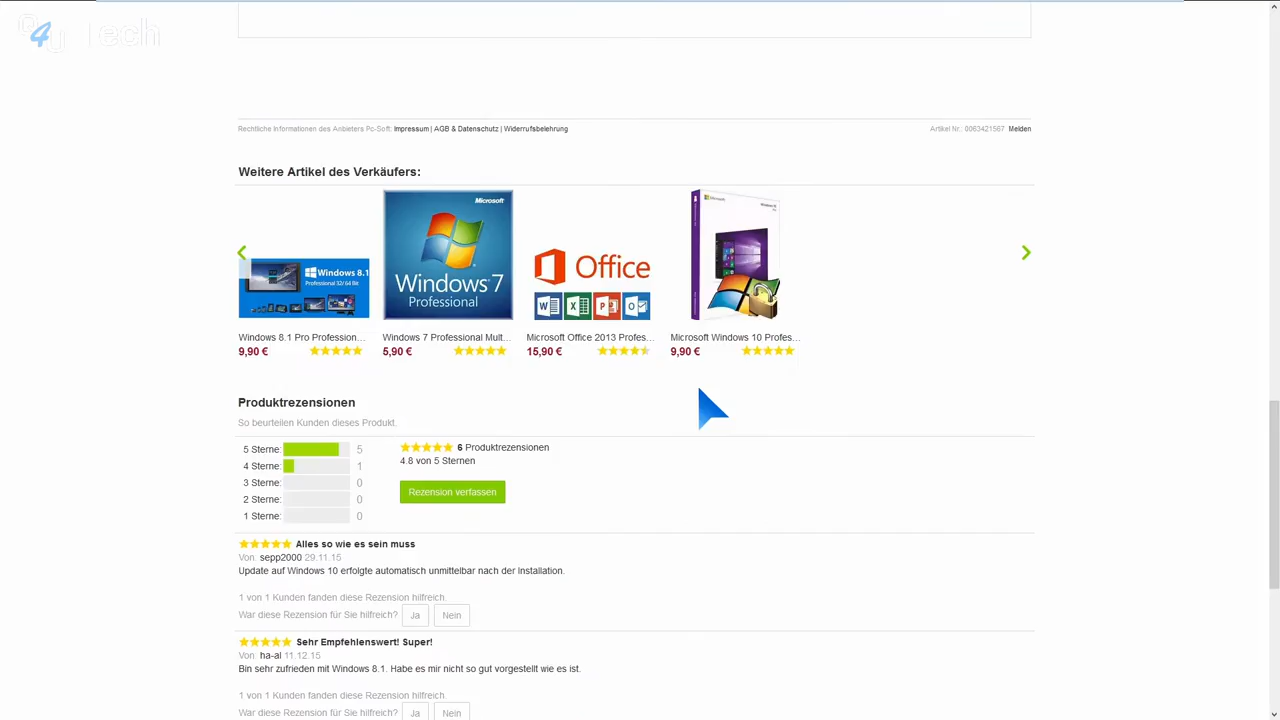 e4U Tech
Rechtliche Informationen des Anbieters Pc-Soft: Impressum | AGB & Datenschutz | Widerrufsbelehrung
Artikel Nr.: 0063421567 Melden
Weitere Artikel des Verkäufers:
Windows 8.1
Professional 32/64 Bit
Microsoft
Windows 7
Professional
Office
Windows 8.1 Pro Profession...
Windows 7 Professional Mult...
Microsoft Office 2013 Profes...
Microsoft Windows 10 Profes...
9,90 €
5,90 €
15,90 €
9,90 €
Produktrezensionen
So beurteilen Kunden dieses Produkt.
5 Sterne: 5
4 Sterne: 1
3 Sterne: 0
2 Sterne: 0
1 Sterne: 0
6 Produktrezensionen
4.8 von 5 Sternen
Rezension verfassen
Alles so wie es sein muss
Von sepp2000 29.11.15
Update auf Windows 10 erfolgte automatisch unmittelbar nach der Installation.
1 von 1 Kunden fanden diese Rezension hilfreich.
War diese Rezension für Sie hilfreich? Ja Nein
Sehr Empfehlenswert! Super!
Von ha-al 11.12.15
Bin sehr zufrieden mit Windows 8.1. Habe es mir nicht so gut vorgestellt wie es ist.
1 von 1 Kunden fanden diese Rezension hilfreich.
War diese Rezension für Sie hilfreich? Ja Nein